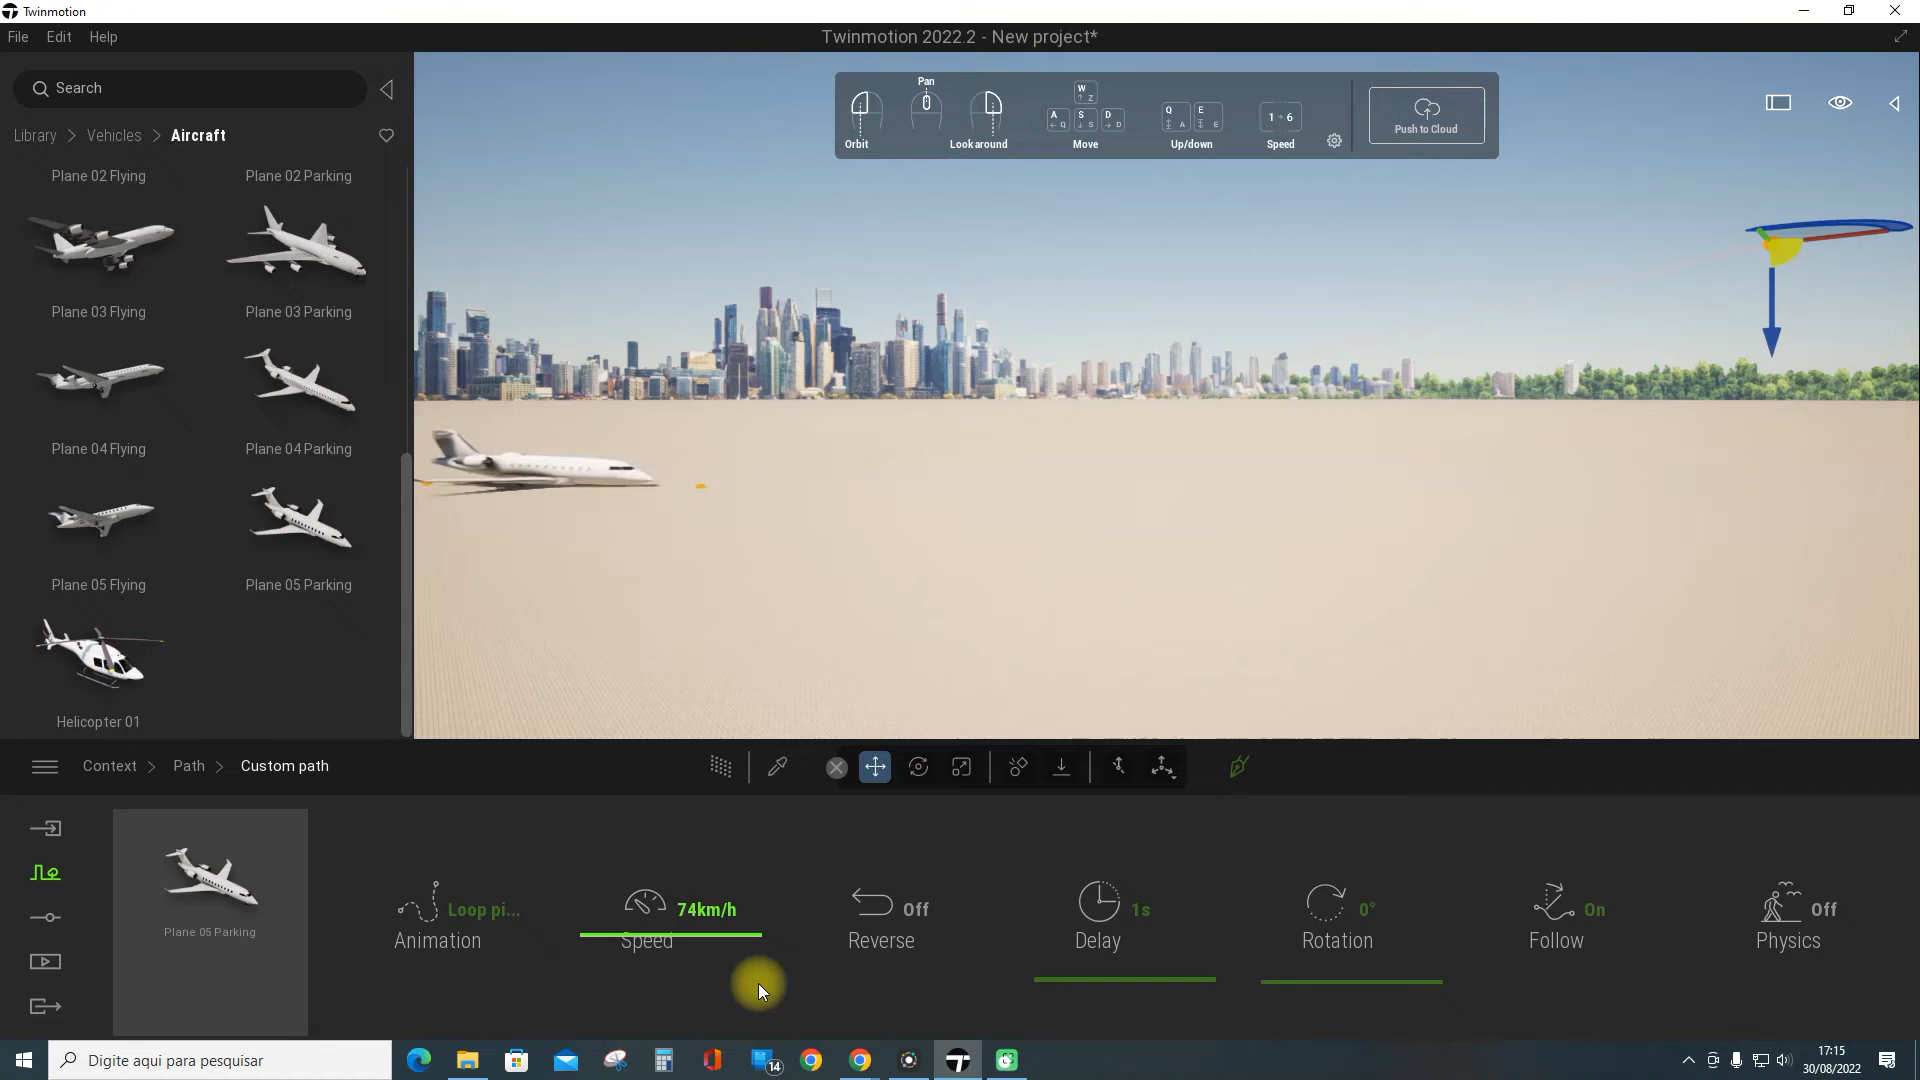 Twinmotion
File Edit Help
Twinmotion 2022.2 - New project*
Search
Library Vehicles Aircraft
Plane 02 Flying Plane 02 Parking
Plane 03 Flying Plane 03 Parking
Plane 04 Flying Plane 04 Parking
Plane 05 Flying Plane 05 Parking
Helicopter 01
Pan
W
Z
A Q S S D D
Q A E E
1 6
Orbit Look around Move Up/down Speed
Push to Cloud
Context Path Custom path
Plane 05 Parking
Loop pi... 74km/h Off 1s 0° On Off
Animation Speed Reverse Delay Rotation Follow Physics
Digite aqui para pesquisar
14
17:15
30/08/2022